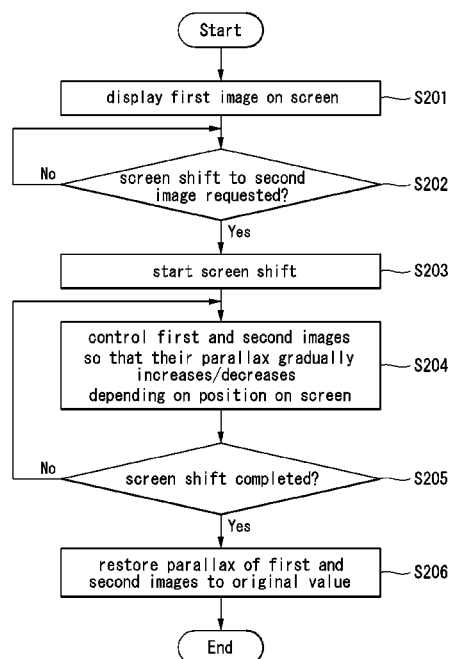 Start
display first image on screen
S201
screen shift to second
image requested?
S202
No
Yes
start screen shift
S203
control first and second images
so that their parallax gradually
increases/decreases
depending on position on screen
S204
No
screen shift completed?
S205
Yes
restore parallax of first and
second images to original value
S206
End